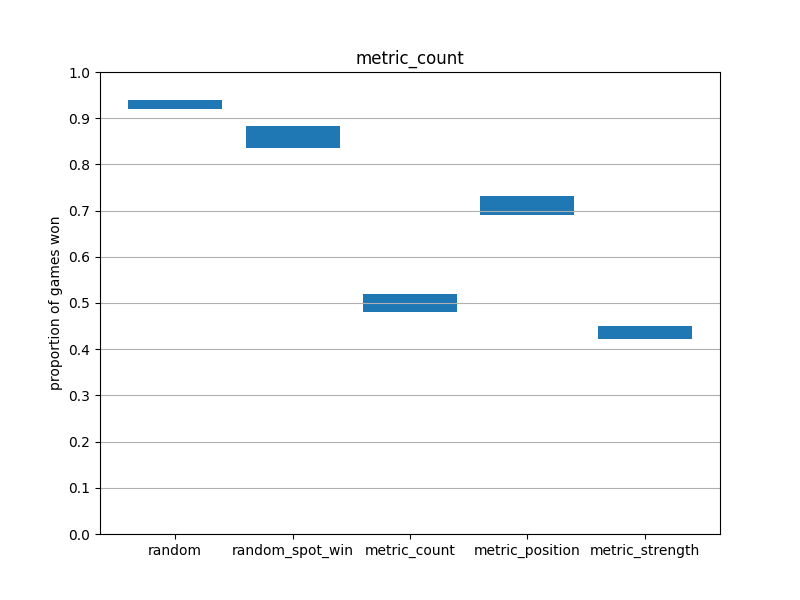 metric_count
proportion of games won
1.0
0.9
0.8
0.7
0.6
0.5
0.4
0.3
0.2
0.1
0.0
random
random_spot_win
metric_count
metric_position
metric_strength